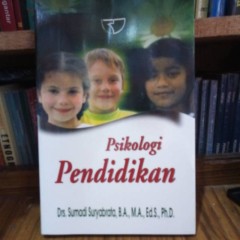 Psikologi
Pendidikan
Drs. Sumadi Suryabrata, B.A., M.A., Ed.S., Ph.D.